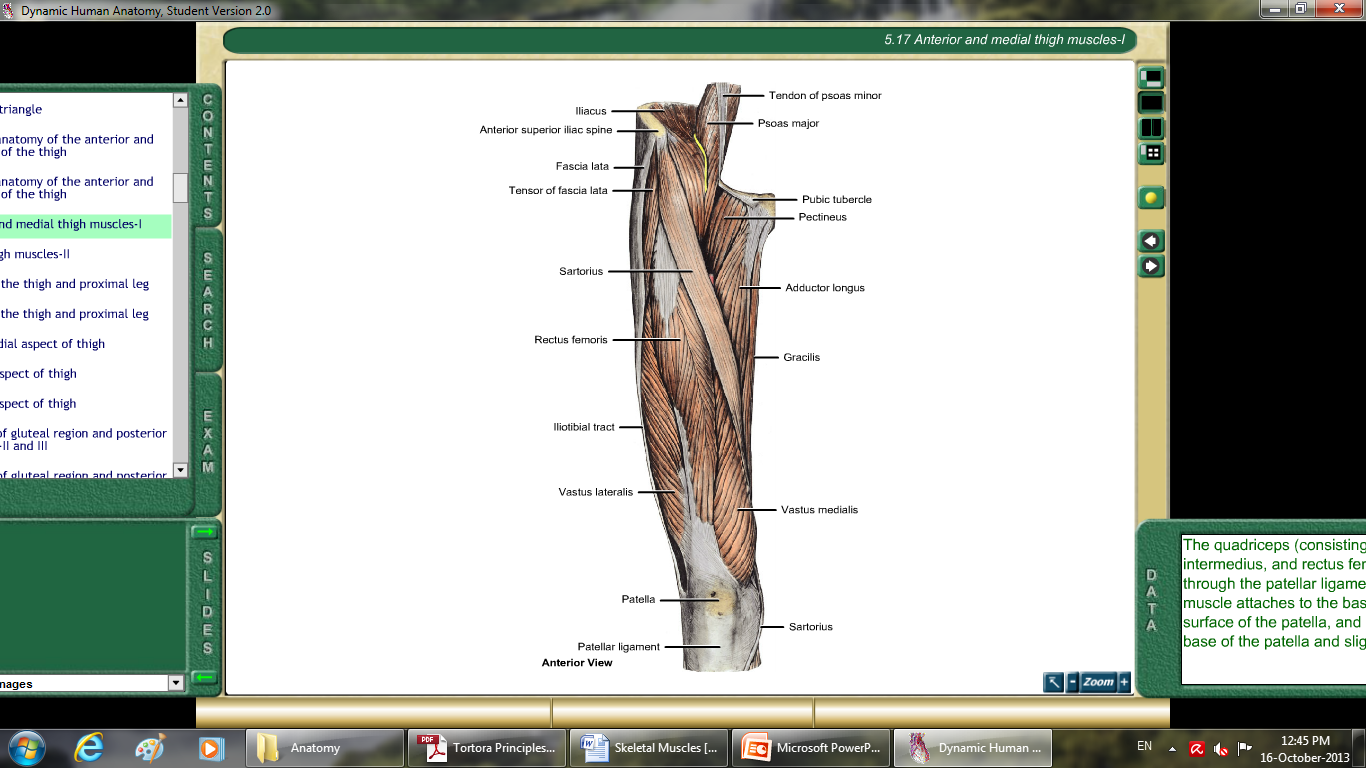 Dynamic Human Anatomy, Student Version 2.0
5.17 Anterior and medial thigh muscles-I
triangle
anatomy of the anterior and
of the thigh
anatomy of the anterior and
of the thigh
nd medial thigh muscles-I
gh muscles-II
the thigh and proximal leg
the thigh and proximal leg
dial aspect of thigh
spect of thigh
spect of thigh
of gluteal region and posterior
-II and III
of gluteal region and posterior
CONTENTS
SEARCH
EXAM
SLIDES
mages
Tendon of psoas minor
Iliacus
Psoas major
Anterior superior iliac spine
Fascia lata
Tensor of fascia lata
Pubic tubercle
Pectineus
Sartorius
Adductor longus
Rectus femoris
Gracilis
Iliotibial tract
Vastus lateralis
Vastus medialis
Patella
Sartorius
Patellar ligament
Anterior View
- Zoom +
DATA
The quadriceps (consisting
intermedius, and rectus fer
through the patellar ligame
muscle attaches to the bas
surface of the patella, and
base of the patella and slig
Anatomy
PDF
Tortora Principles...
Skeletal Muscles [...
Microsoft PowerP...
Dynamic Human ...
EN
12:45 PM
16-October-2013